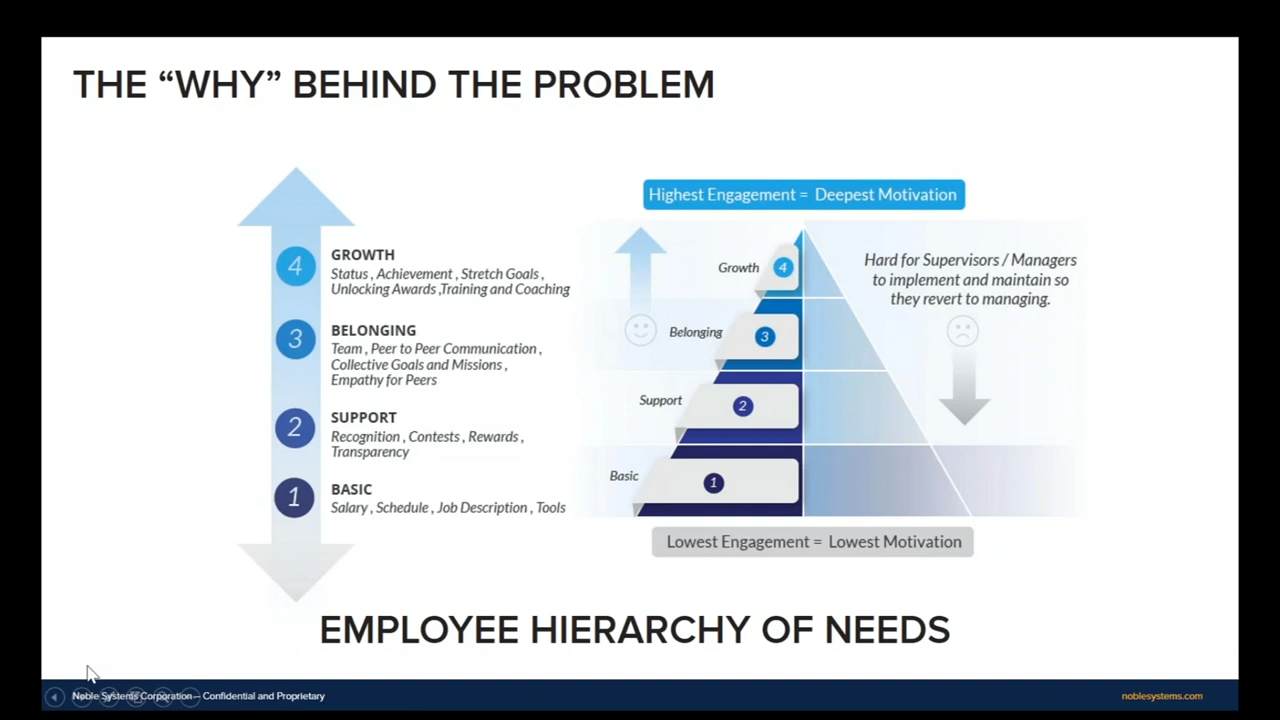 THE “WHY” BEHIND THE PROBLEM
4
GROWTH
Status , Achievement , Stretch Goals ,
Unlocking Awards ,Training and Coaching
3
BELONGING
Team , Peer to Peer Communication ,
Collective Goals and Missions ,
Empathy for Peers
2
SUPPORT
Recognition , Contests , Rewards ,
Transparency
1
BASIC
Salary , Schedule , Job Description , Tools
Highest Engagement = Deepest Motivation
Growth 4
Belonging 3
Support 2
Basic 1
Hard for Supervisors / Managers
to implement and maintain so
they revert to managing.
Lowest Engagement = Lowest Motivation
EMPLOYEE HIERARCHY OF NEEDS
Noble Systems Corporation – Confidential and Proprietary
noblesystems.com